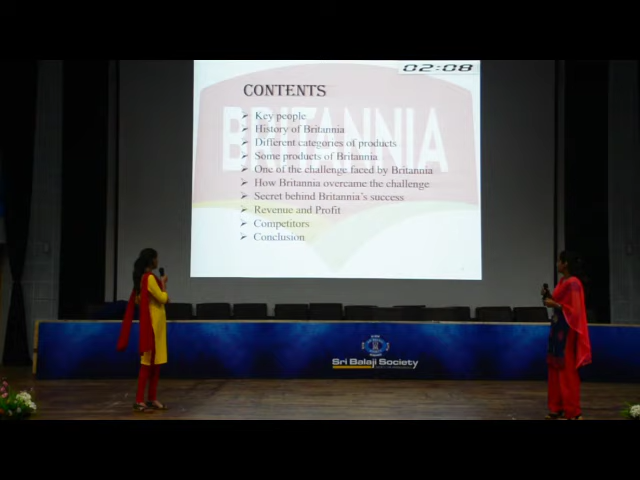 02:08
CONTENTS
BRITANNIA
➢ Key people
➢ History of Britannia
➢ Different categories of products
➢ Some products of Britannia.
➢ One of the challenge faced by Britannia
➢ How Britannia overcame the challenge
➢ Secret behind Britannia's success
➢ Revenue and Profit
➢ Competitors
➢ Conclusion
Sri Balaji Society